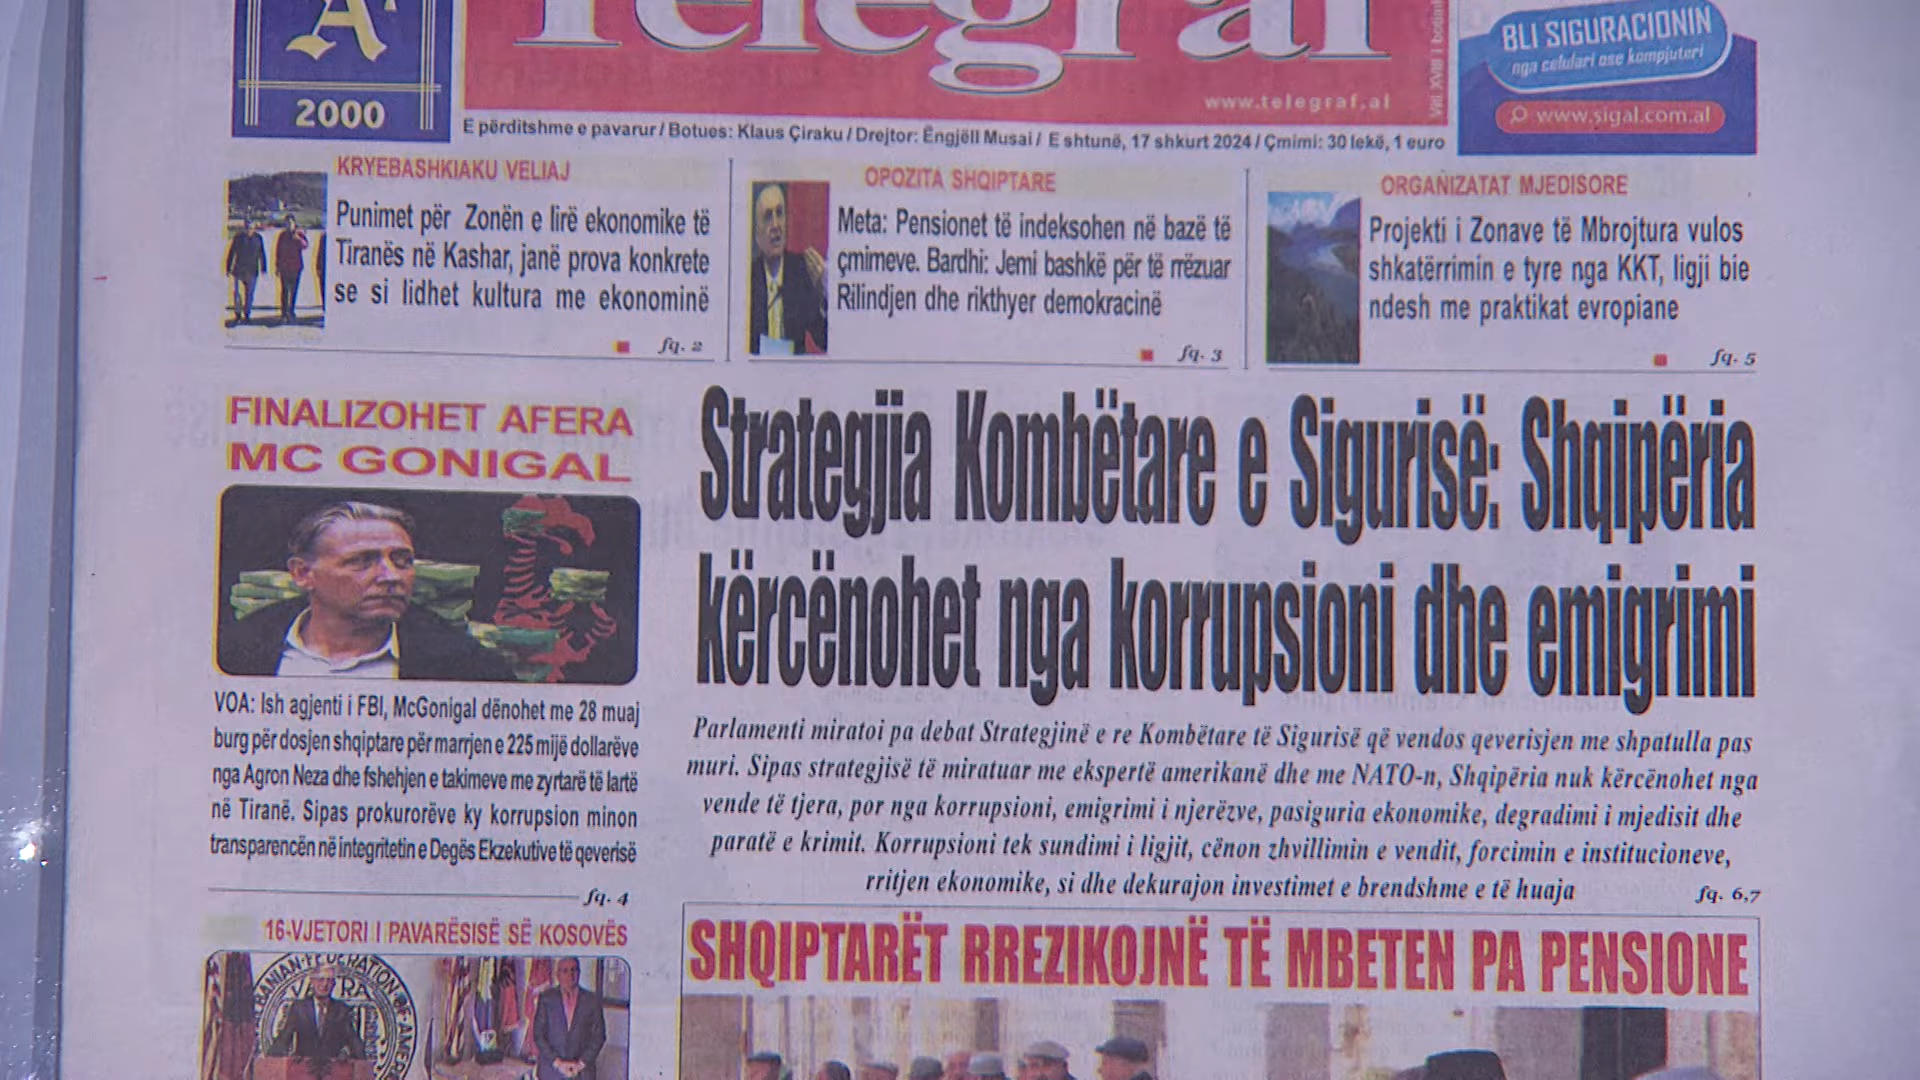 A
2000
Telegraf
www.telegraf.al
Viti XVIII i botimit
BLI SIGURACIONIN
nga celulari ose kompjuteri
www.sigal.com.al
E përditshme e pavarur / Botues: Klaus Çiraku / Drejtor: Ëngjëll Musai / E shtunë, 17 shkurt 2024 / Çmimi: 30 lekë, 1 euro
KRYEBASHKIAKU VELIAJ
Punimet për Zonën e lirë ekonomike të
Tiranës në Kashar, janë prova konkrete
se si lidhet kultura me ekonominë
fq. 2
OPOZITA SHQIPTARE
Meta: Pensionet të indeksohen në bazë të
çmimeve. Bardhi: Jemi bashkë për të rrëzuar
Rilindjen dhe rikthyer demokracinë
fq. 3
ORGANIZATAT MJEDISORE
Projekti i Zonave të Mbrojtura vulos
shkatërrimin e tyre nga KKT, ligji bie
ndesh me praktikat evropiane
fq. 5
FINALIZOHET AFERA
MC GONIGAL
VOA: Ish agjenti i FBI, McGonigal dënohet me 28 muaj
burg për dosjen shqiptare për marrjen e 225 mijë dollarëve
nga Agron Neza dhe fshehjen e takimeve me zyrtarë të lartë
në Tiranë. Sipas prokurorëve ky korrupsion minon
transparencën në integritetin e Degës Ekzekutive të qeverisë
fq. 4
Strategjia Kombëtare e Sigurisë: Shqipëria
kërcënohet nga korrupsioni dhe emigrimi
Parlamenti miratoi pa debat Strategjinë e re Kombëtare të Sigurisë që vendos qeverisjen me shpatulla pas
muri. Sipas strategjisë të miratuar me ekspertë amerikanë dhe me NATO-n, Shqipëria nuk kërcënohet nga
vende të tjera, por nga korrupsioni, emigrimi i njerëzve, pasiguria ekonomike, degradimi i mjedisit dhe
paratë e krimit. Korrupsioni tek sundimi i ligjit, cënon zhvillimin e vendit, forcimin e institucioneve,
rritjen ekonomike, si dhe dekurajon investimet e brendshme e të huaja
fq. 6,7
16-VJETORI I PAVARËSISË SË KOSOVËS
SHQIPTARËT RREZIKOJNË TË MBETEN PA PENSIONE